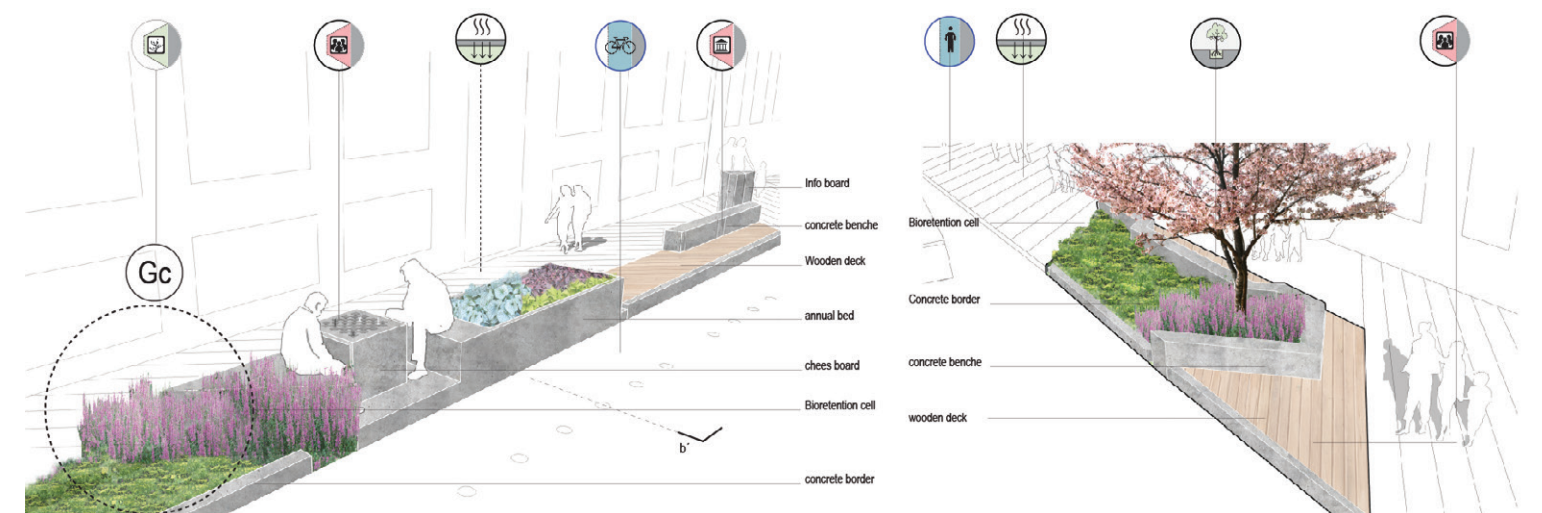 Info board
concrete benche
Wooden deck
annual bed
chees board
Bioretention cell
concrete border
Gc
b'
Bioretention cell
Concrete border
concrete benche
wooden deck